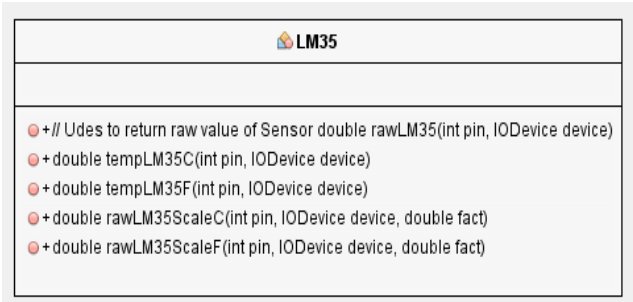 LM35
+// Udes to return raw value of Sensor double rawLM35(int pin, IODevice device)
+ double tempLM35C(int pin, IODevice device)
+ double tempLM35F(int pin, IODevice device)
+ double rawLM35ScaleC(int pin, IODevice device, double fact)
+ double rawLM35ScaleF(int pin, IODevice device, double fact)